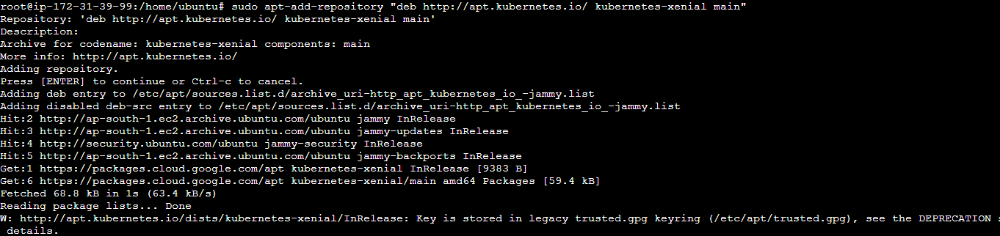 root@ip-172-31-39-99:/home/ubuntu# sudo apt-add-repository "deb http://apt.kubernetes.io/ kubernetes-xenial main"
Repository: 'deb http://apt.kubernetes.io/ kubernetes-xenial main'
Description:
Archive for codename: kubernetes-xenial components: main
More info: http://apt.kubernetes.io/
Adding repository.
Press [ENTER] to continue or Ctrl-c to cancel.
Adding deb entry to /etc/apt/sources.list.d/archive_uri-http_apt_kubernetes_io_-jammy.list
Adding disabled deb-src entry to /etc/apt/sources.list.d/archive_uri-http_apt_kubernetes_io_-jammy.list
Hit:2 http://ap-south-1.ec2.archive.ubuntu.com/ubuntu jammy InRelease
Hit:3 http://ap-south-1.ec2.archive.ubuntu.com/ubuntu jammy-updates InRelease
Hit:4 http://security.ubuntu.com/ubuntu jammy-security InRelease
Hit:5 http://ap-south-1.ec2.archive.ubuntu.com/ubuntu jammy-backports InRelease
Get:1 https://packages.cloud.google.com/apt kubernetes-xenial InRelease [9383 B]
Get:6 https://packages.cloud.google.com/apt kubernetes-xenial/main amd64 Packages [59.4 kB]
Fetched 68.8 kB in 1s (63.4 kB/s)
Reading package lists... Done
W: http://apt.kubernetes.io/dists/kubernetes-xenial/InRelease: Key is stored in legacy trusted.gpg keyring (/etc/apt/trusted.gpg), see the DEPRECATION s
details.